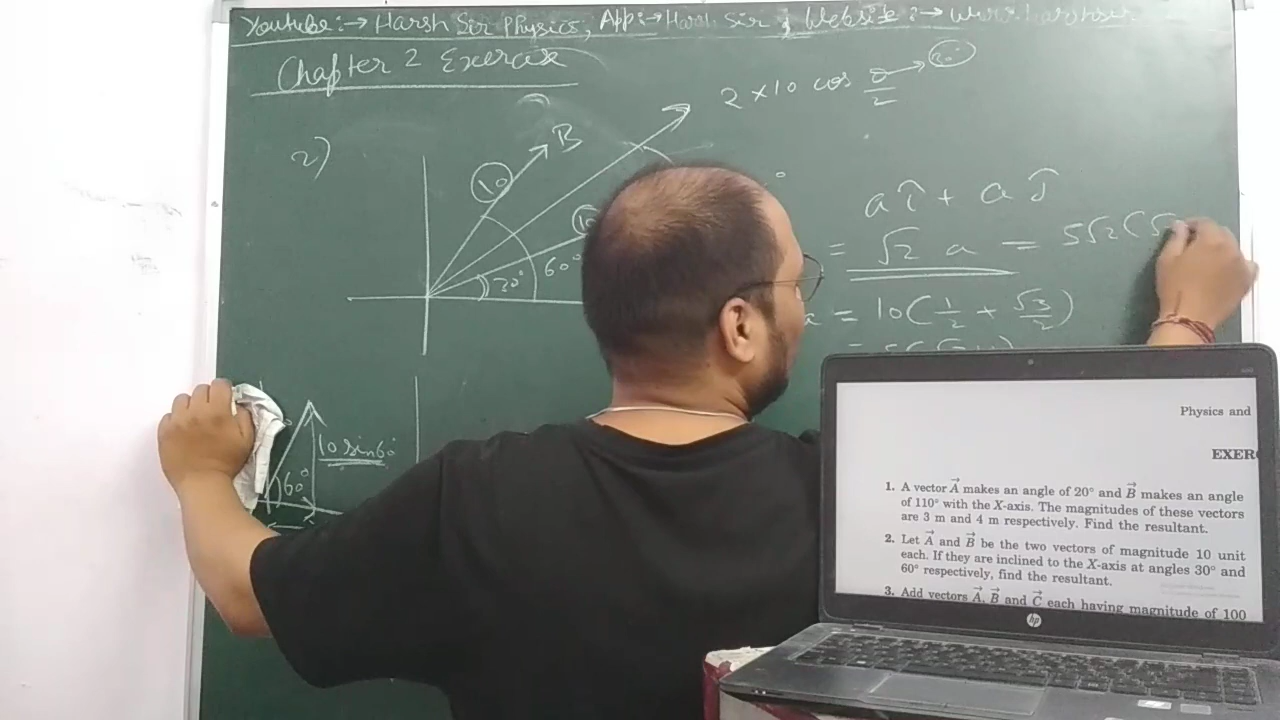 Youtube:→ Harsh Sir Physics, App:→ Harsh Sir, Website:→
Chapter 2 Exercise
2 × 10 cos θ/2 → 30°
2)
B
10
60°
a î + a ĵ
= √2 a = 5√2(√
a = 10(1/2 + √3/2)
10 sin 60
60°
Physics and
EXER
1. A vector A⃗ makes an angle of 20° and B⃗ makes an angle
of 110° with the X-axis. The magnitudes of these vectors
are 3 m and 4 m respectively. Find the resultant.
2. Let A⃗ and B⃗ be the two vectors of magnitude 10 unit
each. If they are inclined to the X-axis at angles 30° and
60° respectively, find the resultant.
3. Add vectors A⃗, B⃗ and C⃗ each having magnitude of 100
hp